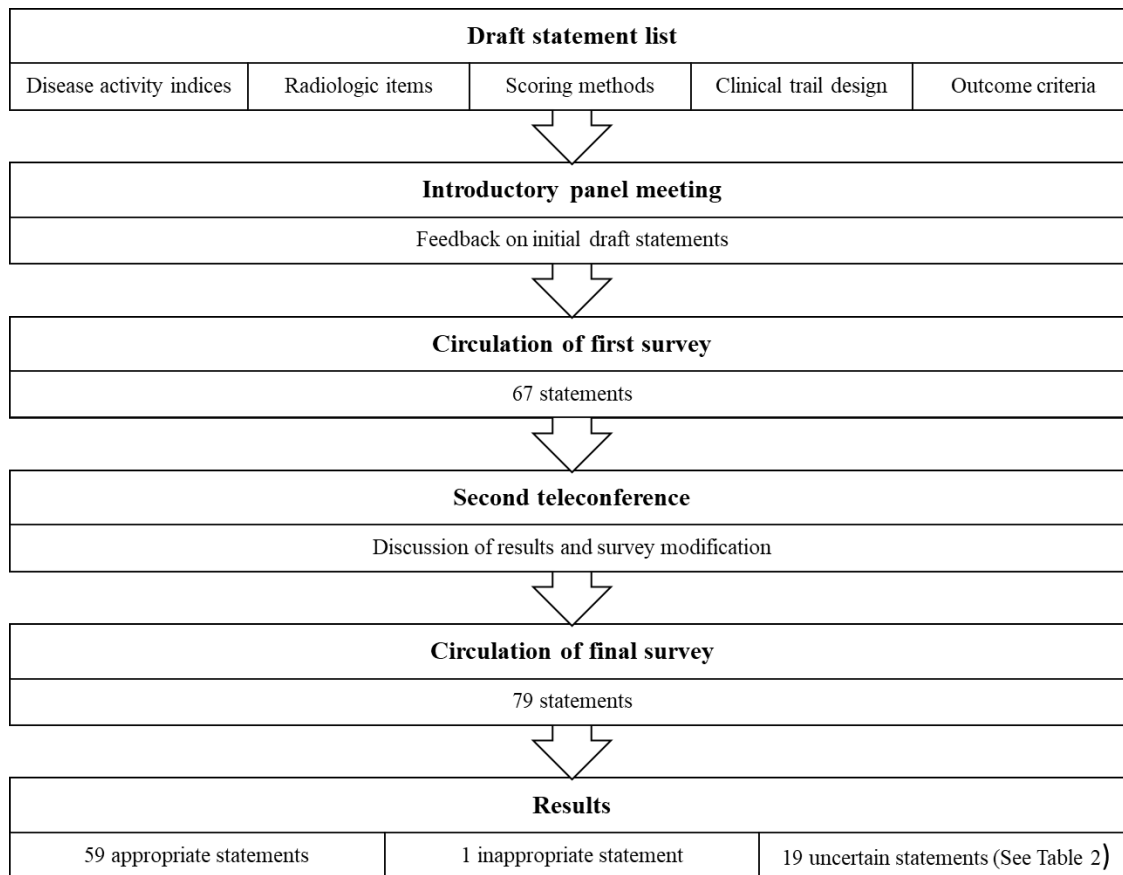 Draft statement list
Disease activity indices Radiologic items Scoring methods Clinical trail design Outcome criteria
Introductory panel meeting
Feedback on initial draft statements
Circulation of first survey
67 statements
Second teleconference
Discussion of results and survey modification
Circulation of final survey
79 statements
Results
59 appropriate statements 1 inappropriate statement 19 uncertain statements (See Table 2)